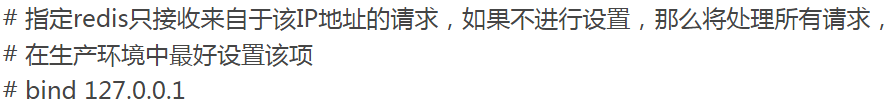 # 指定redis只接收来自于该IP地址的请求，如果不进行设置，那么将处理所有请求，
# 在生产环境中最好设置该项
# bind 127.0.0.1